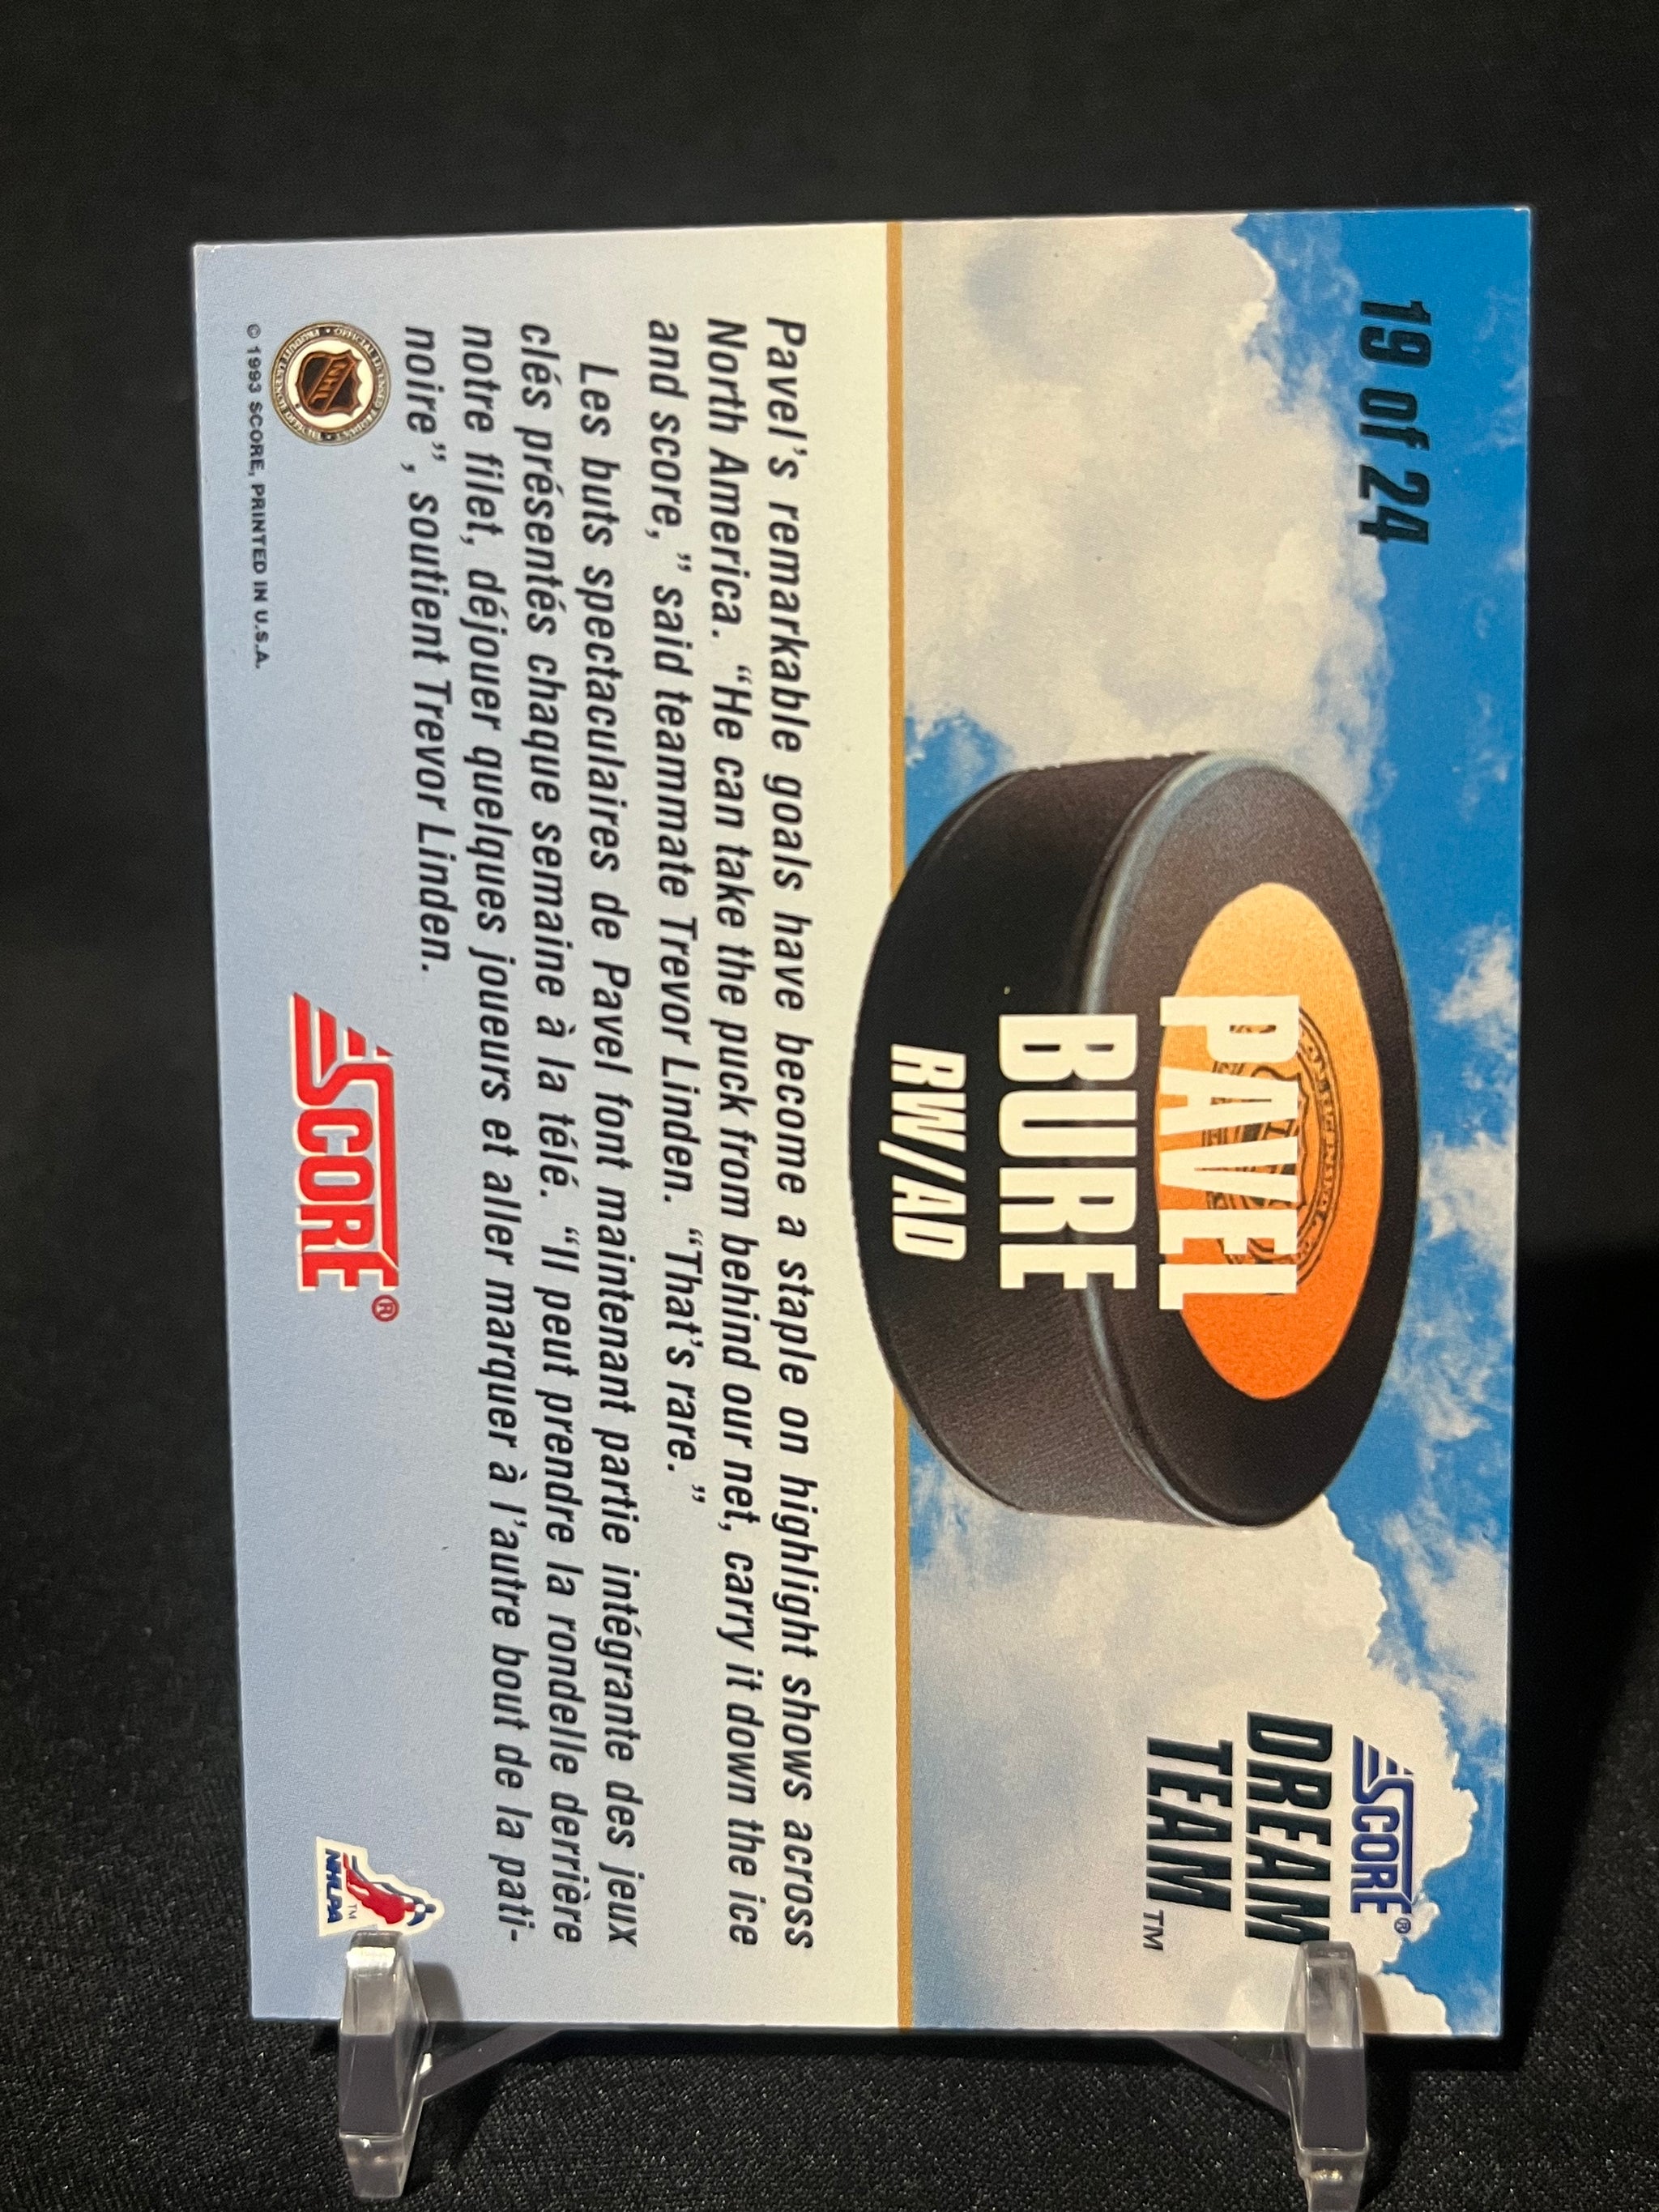 19 of 24
SCORE®
DREAM
TEAM™
PAVEL
BURE
RW/AD
Pavel's remarkable goals have become a staple on highlight shows across
North America. “He can take the puck from behind our net, carry it down the ice
and score,” said teammate Trevor Linden. “That's rare.”
Les buts spectaculaires de Pavel font maintenant partie intégrante des jeux
clés présentés chaque semaine à la télé. “Il peut prendre la rondelle derrière
notre filet, déjouer quelques joueurs et aller marquer à l'autre bout de la pati-
noire”, soutient Trevor Linden.
NHL
SCORE®
NHLPA™
© 1993 SCORE, PRINTED IN U.S.A.